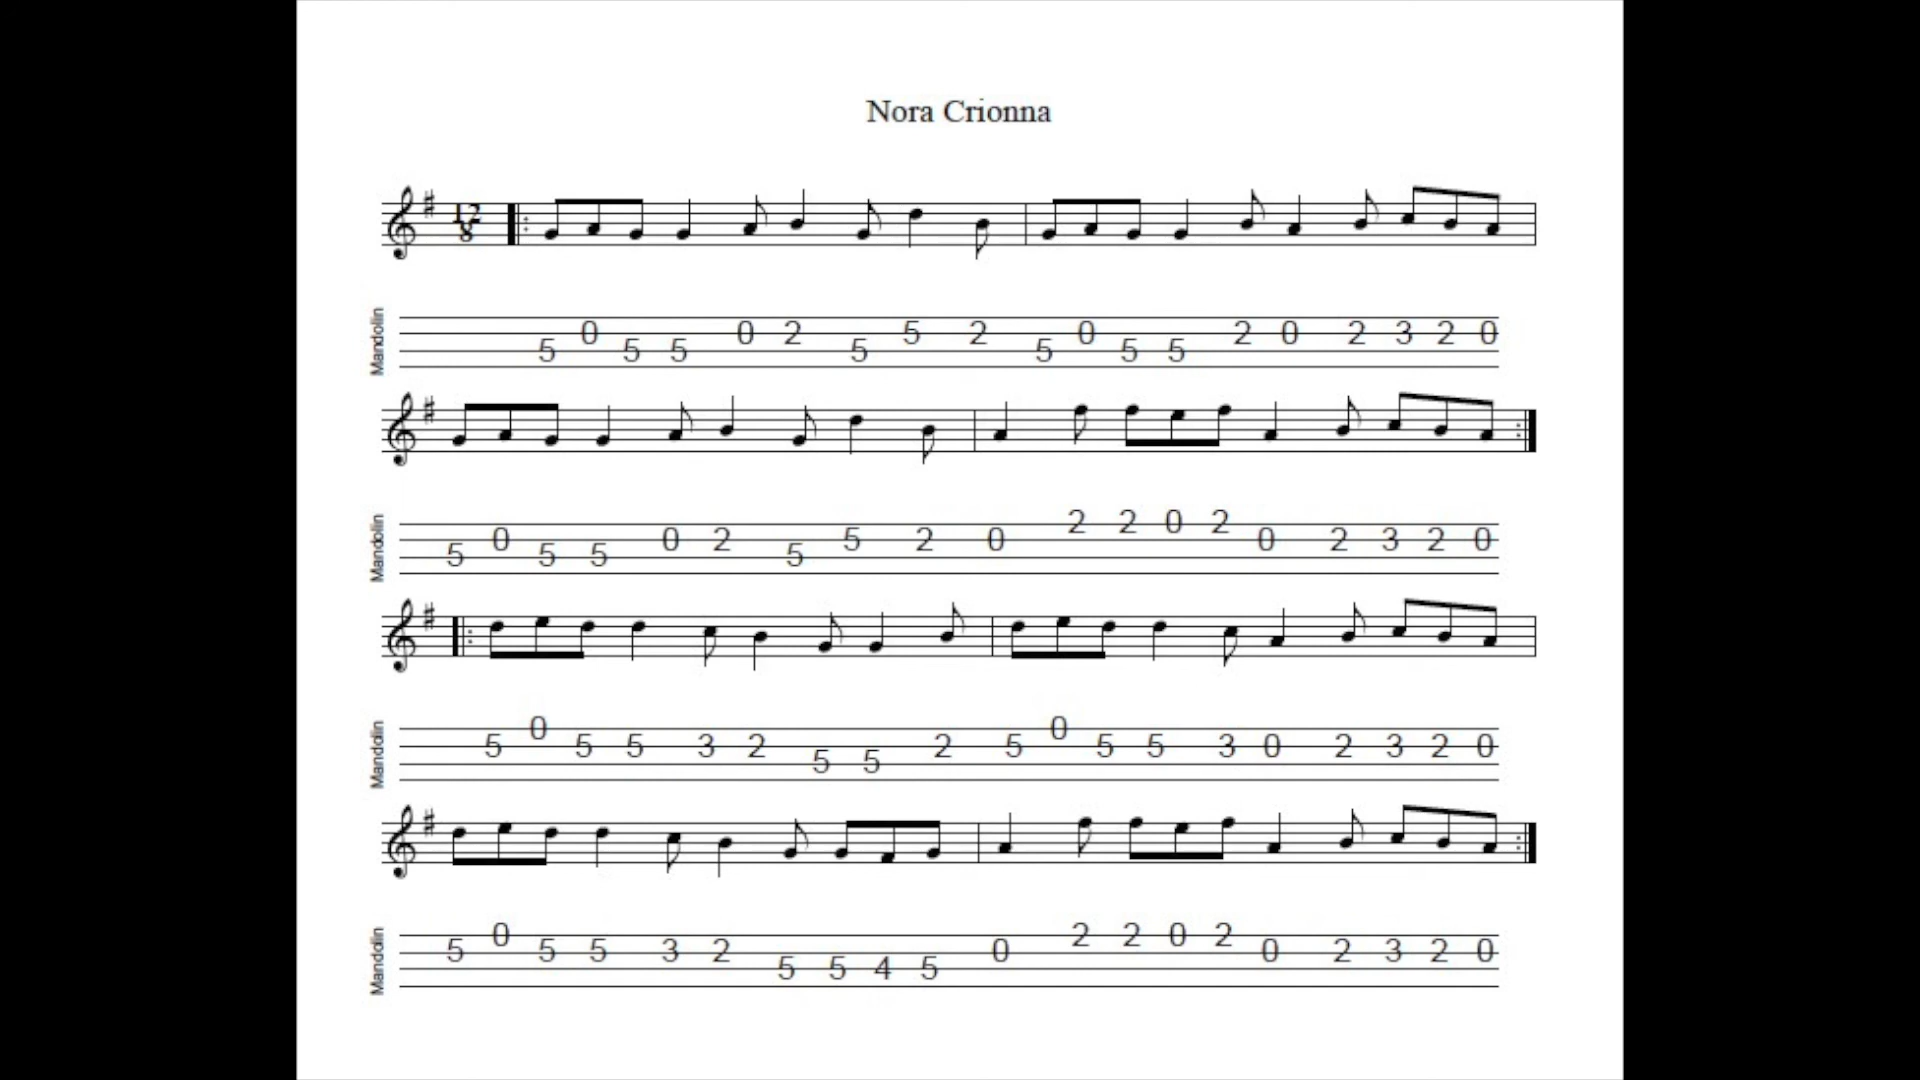 Nora Crionna
12
8
Mandolin
5 0 5 5 0 2 5 5 2 5 0 5 5 2 0 2 3 2 0
Mandolin
5 0 5 5 0 2 5 5 2 0 2 2 0 2 0 2 3 2 0
Mandolin
5 0 5 5 3 2 5 5 2 5 0 5 5 3 0 2 3 2 0
Mandolin
5 0 5 5 3 2 5 5 4 5 0 2 2 0 2 0 2 3 2 0